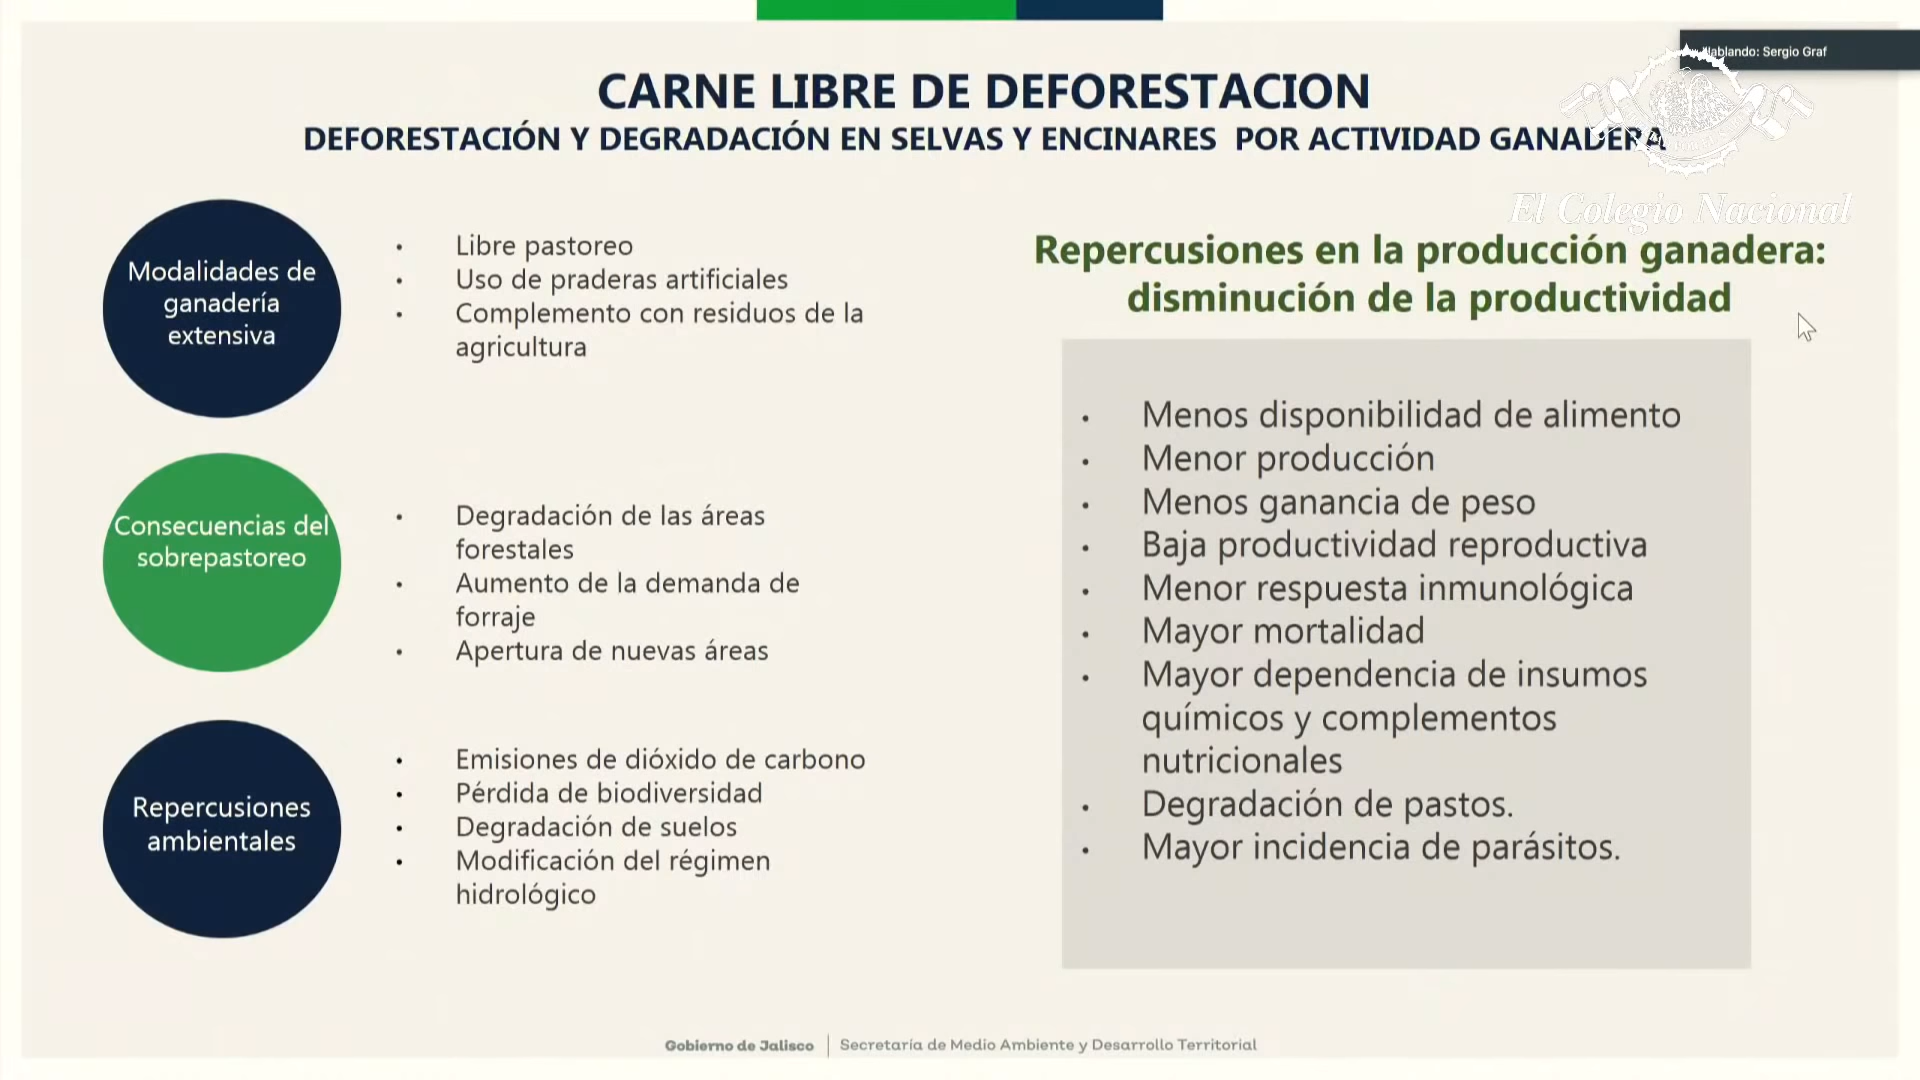 Hablando: Sergio Graf
CARNE LIBRE DE DEFORESTACION
DEFORESTACIÓN Y DEGRADACIÓN EN SELVAS Y ENCINARES POR ACTIVIDAD GANADERA
El Colegio Nacional
Modalidades de
ganadería
extensiva
• Libre pastoreo
• Uso de praderas artificiales
• Complemento con residuos de la
agricultura
Consecuencias del
sobrepastoreo
• Degradación de las áreas
forestales
• Aumento de la demanda de
forraje
• Apertura de nuevas áreas
Repercusiones
ambientales
• Emisiones de dióxido de carbono
• Pérdida de biodiversidad
• Degradación de suelos
• Modificación del régimen
hidrológico
Repercusiones en la producción ganadera:
disminución de la productividad
• Menos disponibilidad de alimento
• Menor producción
• Menos ganancia de peso
• Baja productividad reproductiva
• Menor respuesta inmunológica
• Mayor mortalidad
• Mayor dependencia de insumos
químicos y complementos
nutricionales
• Degradación de pastos.
• Mayor incidencia de parásitos.
Gobierno de Jalisco | Secretaría de Medio Ambiente y Desarrollo Territorial